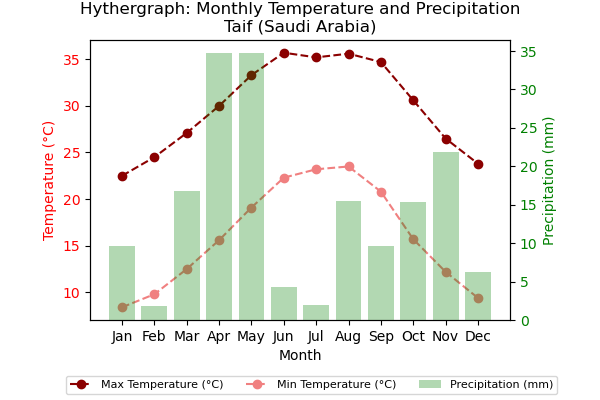 Hythergraph: Monthly Temperature and Precipitation
Taif (Saudi Arabia)
Temperature (°C)
35
30
25
20
15
10
Precipitation (mm)
35
30
25
20
15
10
5
0
Jan Feb Mar Apr May Jun Jul Aug Sep Oct Nov Dec
Month
Max Temperature (°C) Min Temperature (°C) Precipitation (mm)